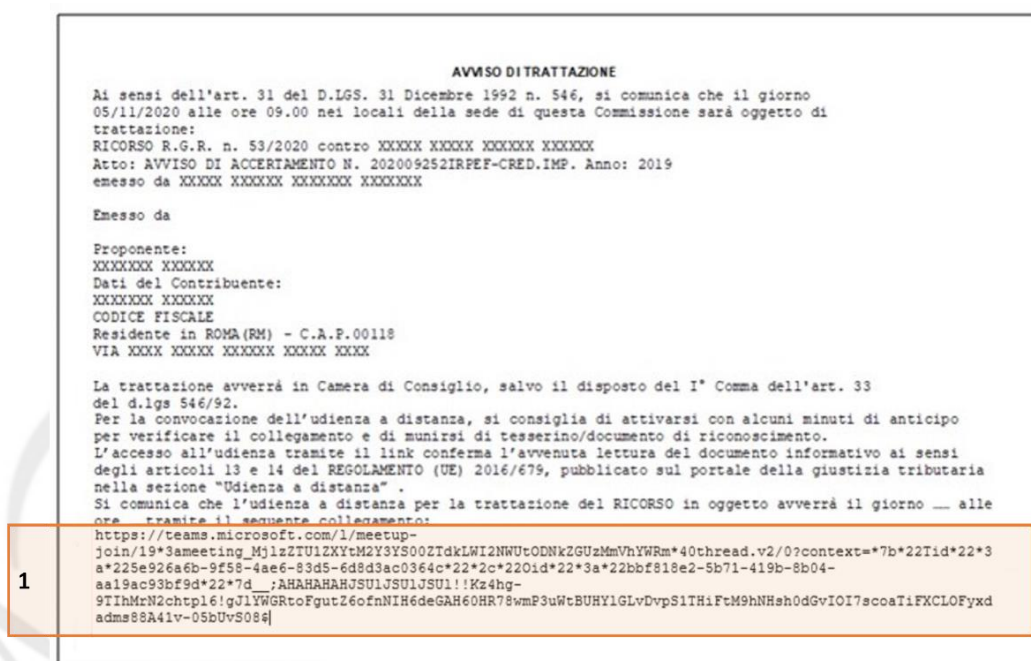 AVVISO DI TRATTAZIONE
Ai sensi dell'art. 31 del D.LGS. 31 Dicembre 1992 n. 546, si comunica che il giorno
05/11/2020 alle ore 09.00 nei locali della sede di questa Commissione sarà oggetto di
trattazione:
RICORSO R.G.R. n. 53/2020 contro XXXXX XXXXX XXXXXX XXXXXX
Atto: AVVISO DI ACCERTAMENTO N. 202009252IRPEF-CRED.IMP. Anno: 2019
emesso da XXXXX XXXXXX XXXXXXX XXXXXXX
Emesso da
Proponente:
XXXXXXX XXXXXX
Dati del Contribuente:
XXXXXXX XXXXXX
CODICE FISCALE
Residente in ROMA(RM) - C.A.P.00118
VIA XXXX XXXXX XXXXXX XXXXX XXXX
La trattazione avverrà in Camera di Consiglio, salvo il disposto del I° Comma dell'art. 33
del d.lgs 546/92.
Per la convocazione dell'udienza a distanza, si consiglia di attivarsi con alcuni minuti di anticipo
per verificare il collegamento e di munirsi di tesserino/documento di riconoscimento.
L'accesso all'udienza tramite il link conferma l'avvenuta lettura del documento informativo ai sensi
degli articoli 13 e 14 del REGOLAMENTO (UE) 2016/679, pubblicato sul portale della giustizia tributaria
nella sezione "Udienza a distanza" .
Si comunica che l'udienza a distanza per la trattazione del RICORSO in oggetto avverrà il giorno __ alle
ore__ tramite il seguente collegamento:
https://teams.microsoft.com/l/meetup-
join/19*3ameeting_MjlzZTU1ZXYtM2Y3YS00ZTdkLWI2NWUtODNkZGUzMmVhYWRm*40thread.v2/0?context=*7b*22Tid*22*3
a*225e926a6b-9f58-4ae6-83d5-6d8d3ac0364c*22*2c*22Oid*22*3a*22bbf818e2-5b71-419b-8b04-
aa19ac93bf9d*22*7d__;AHAHAHAHJSU1JSU1JSU1!!Kz4hg-
9TIhMrN2chtpl6!gJlYWGRtoFgutZ6ofnNIH6deGAH60HR78wmP3uWtBUHYlGLvDvpS1THiFtM9hNHsh0dGvIOI7scoaTiFXCLOFyxd
adms88A41v-05bUvS08$
1